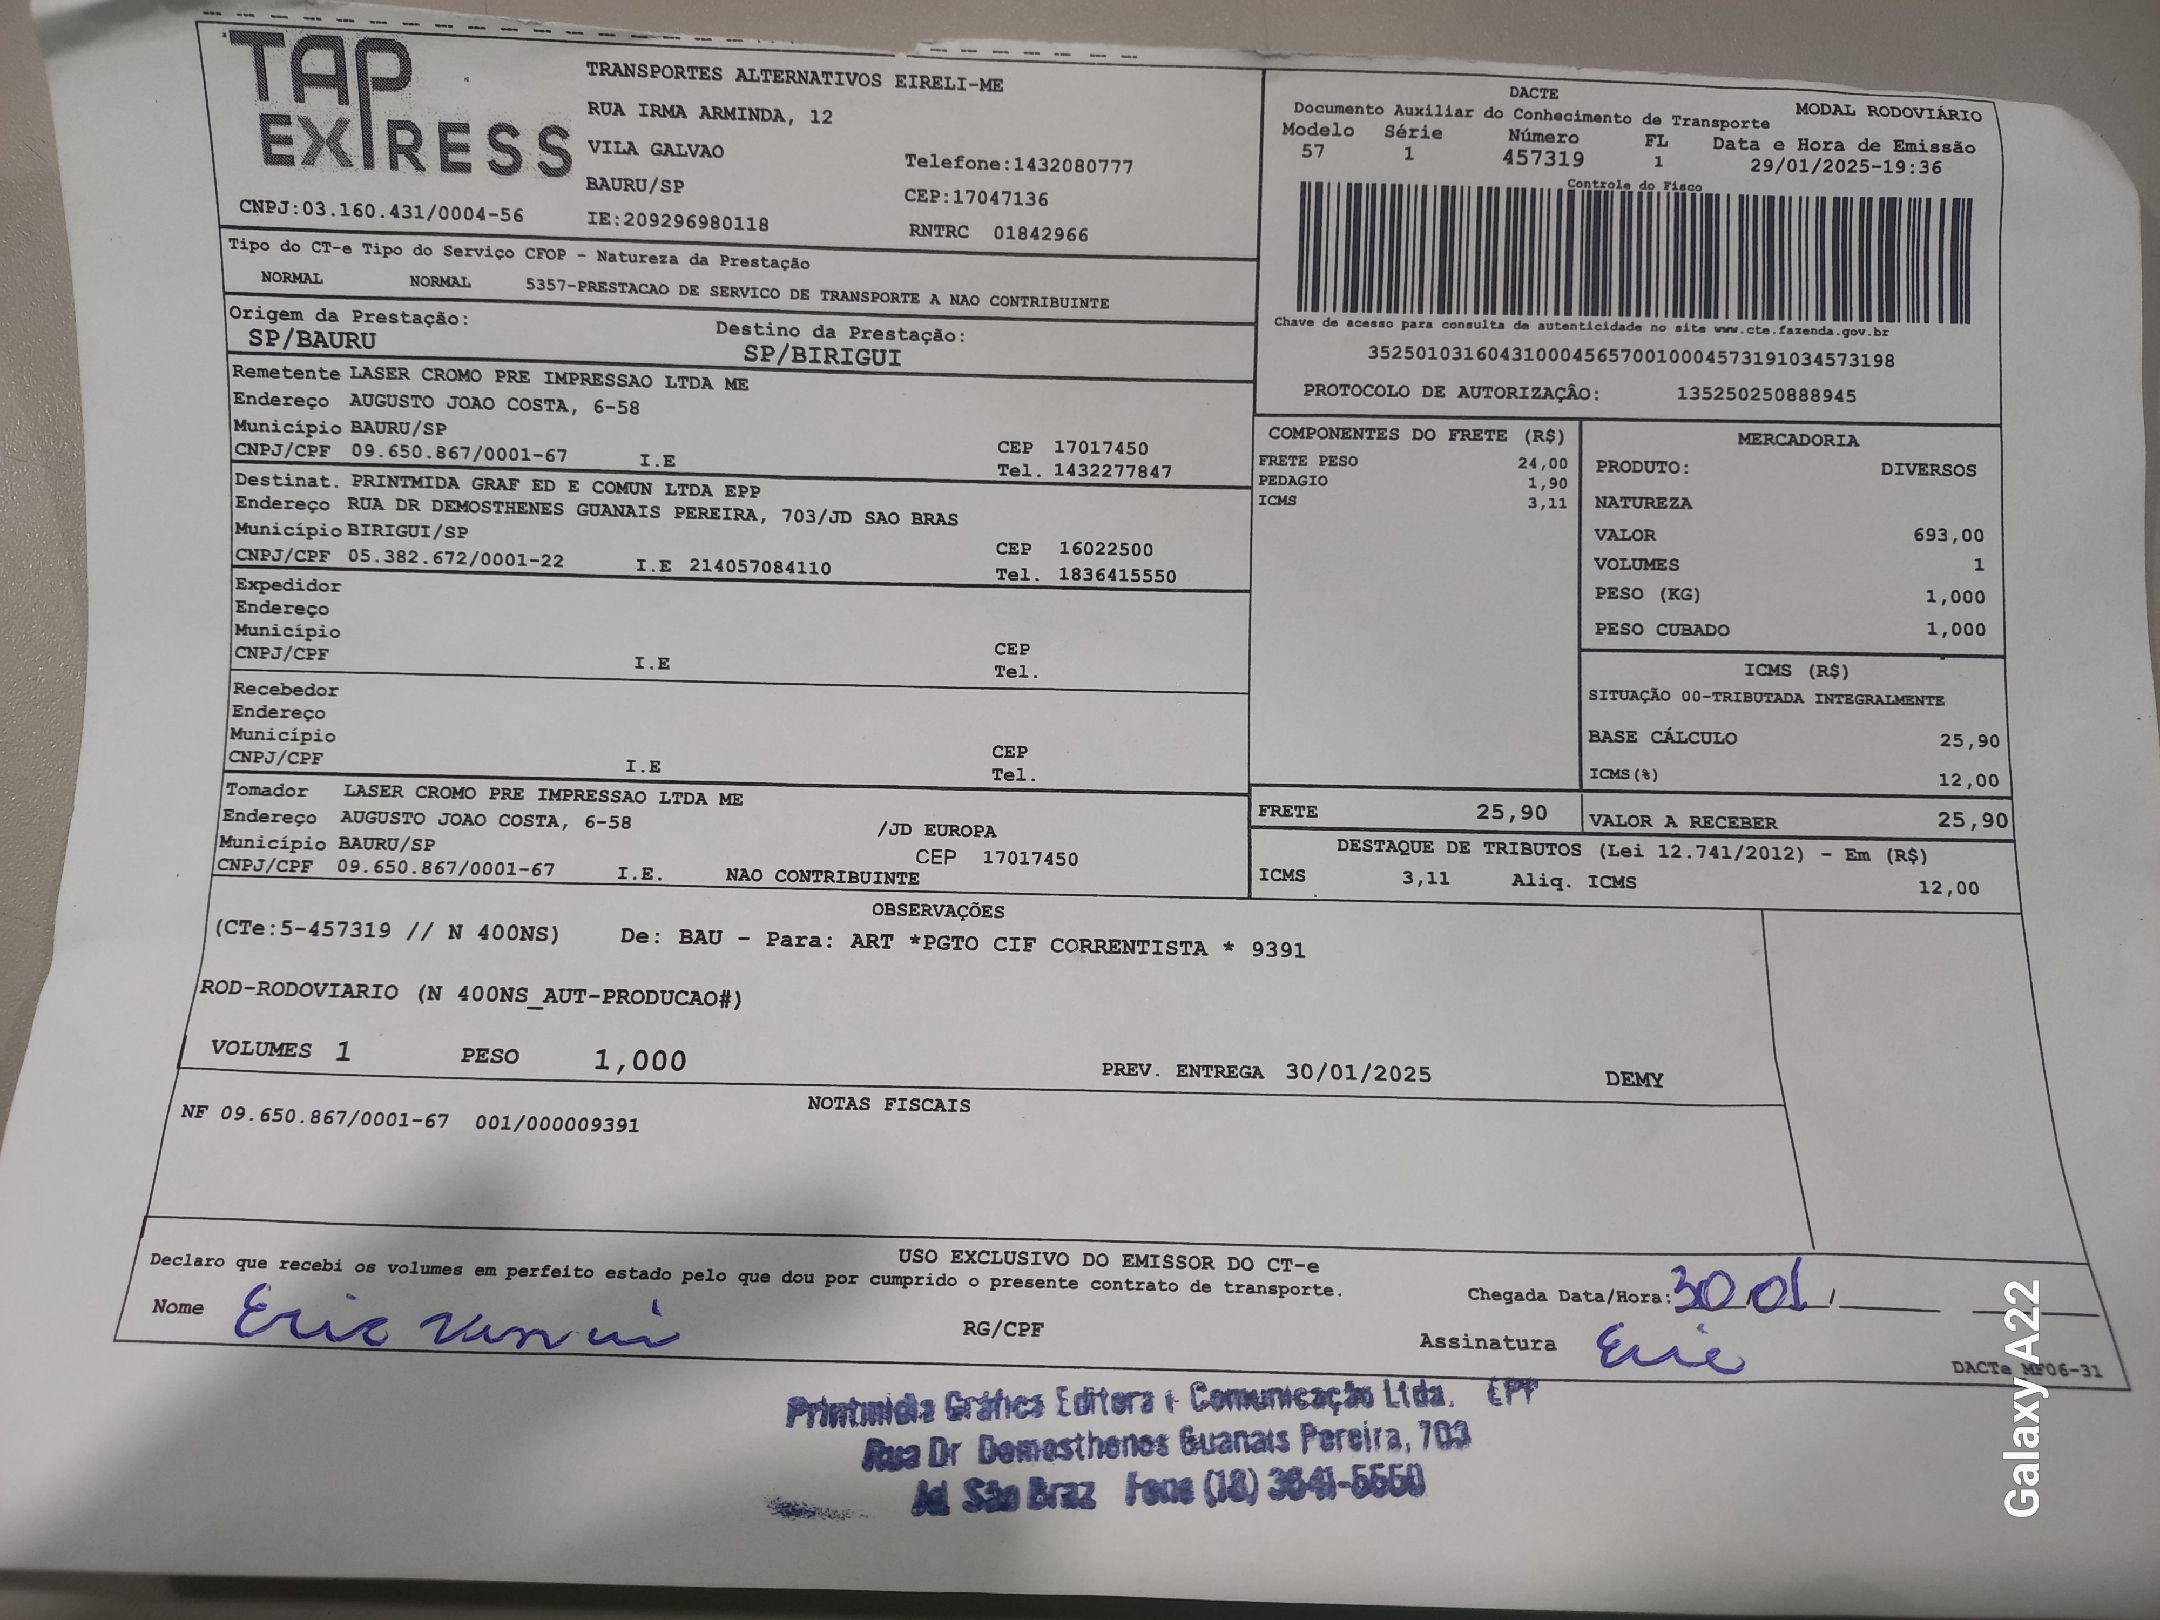 TAP EXPRESS
TRANSPORTES ALTERNATIVOS EIRELI-ME
RUA IRMA ARMINDA, 12
VILA GALVAO
Telefone:1432080777
BAURU/SP
CEP:17047136
CNPJ:03.160.431/0004-56
IE:209296980118
RNTRC 01842966
DACTE
Documento Auxiliar do Conhecimento de Transporte
MODAL RODOVIÁRIO
Modelo Série Número FL Data e Hora de Emissão
57 1 457319 1 29/01/2025-19:36
Controle do Fisco
Chave de acesso para consulta de autenticidade no site www.cte.fazenda.gov.br
35250103160431000456570010004573191034573198
PROTOCOLO DE AUTORIZAÇÃO: 135250250888945
Tipo do CT-e Tipo do Serviço CFOP - Natureza da Prestação
NORMAL NORMAL 5357-PRESTACAO DE SERVICO DE TRANSPORTE A NAO CONTRIBUINTE
Origem da Prestação:
SP/BAURU
Destino da Prestação:
SP/BIRIGUI
Remetente LASER CROMO PRE IMPRESSAO LTDA ME
Endereço AUGUSTO JOAO COSTA, 6-58
Município BAURU/SP
CEP 17017450
CNPJ/CPF 09.650.867/0001-67 I.E
Tel. 1432277847
Destinat. PRINTMIDA GRAF ED E COMUN LTDA EPP
Endereço RUA DR DEMOSTHENES GUANAIS PEREIRA, 703/JD SAO BRAS
Município BIRIGUI/SP
CEP 16022500
CNPJ/CPF 05.382.672/0001-22 I.E 214057084110
Tel. 1836415550
Expedidor
Endereço
Município
CEP
CNPJ/CPF I.E
Tel.
Recebedor
Endereço
Município
CEP
CNPJ/CPF I.E
Tel.
Tomador LASER CROMO PRE IMPRESSAO LTDA ME
Endereço AUGUSTO JOAO COSTA, 6-58 /JD EUROPA
Município BAURU/SP CEP 17017450
CNPJ/CPF 09.650.867/0001-67 I.E. NAO CONTRIBUINTE
COMPONENTES DO FRETE (R$)
FRETE PESO 24,00
PEDAGIO 1,90
ICMS 3,11
MERCADORIA
PRODUTO: DIVERSOS
NATUREZA
VALOR 693,00
VOLUMES 1
PESO (KG) 1,000
PESO CUBADO 1,000
ICMS (R$)
SITUAÇÃO 00-TRIBUTADA INTEGRALMENTE
BASE CÁLCULO 25,90
ICMS(%) 12,00
FRETE 25,90
VALOR A RECEBER 25,90
DESTAQUE DE TRIBUTOS (Lei 12.741/2012) - Em (R$)
ICMS 3,11 Aliq. ICMS 12,00
OBSERVAÇÕES
(CTe:5-457319 // N 400NS) De: BAU - Para: ART *PGTO CIF CORRENTISTA * 9391
ROD-RODOVIARIO (N 400NS_AUT-PRODUCAO#)
VOLUMES 1 PESO 1,000 PREV. ENTREGA 30/01/2025 DEMY
NOTAS FISCAIS
NF 09.650.867/0001-67 001/000009391
USO EXCLUSIVO DO EMISSOR DO CT-e
Declaro que recebi os volumes em perfeito estado pelo que dou por cumprido o presente contrato de transporte.
Chegada Data/Hora: 30/01/
Nome Eric
RG/CPF
Assinatura Eric
DACTe MF06-31
Printmidia Gráfica Editora e Comunicação Ltda. EPP
Rua Dr Demosthenes Guanais Pereira, 703
Jd São Braz Fone (18) 3641-5550
Galaxy A22